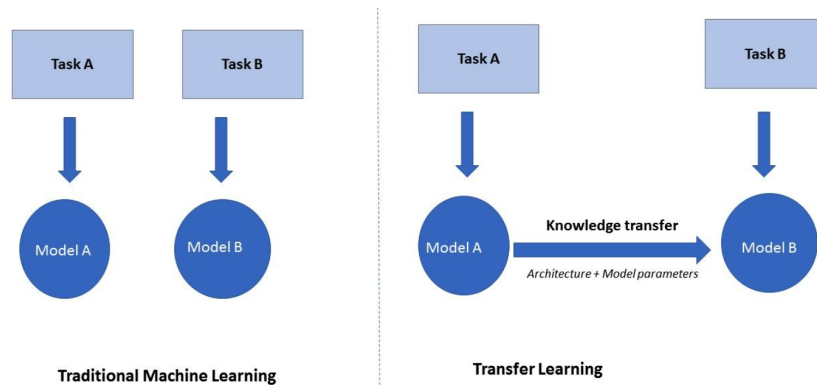 Task A
Task B
Model A
Model B
Traditional Machine Learning
Task A
Task B
Model A
Knowledge transfer
Architecture + Model parameters
Model B
Transfer Learning